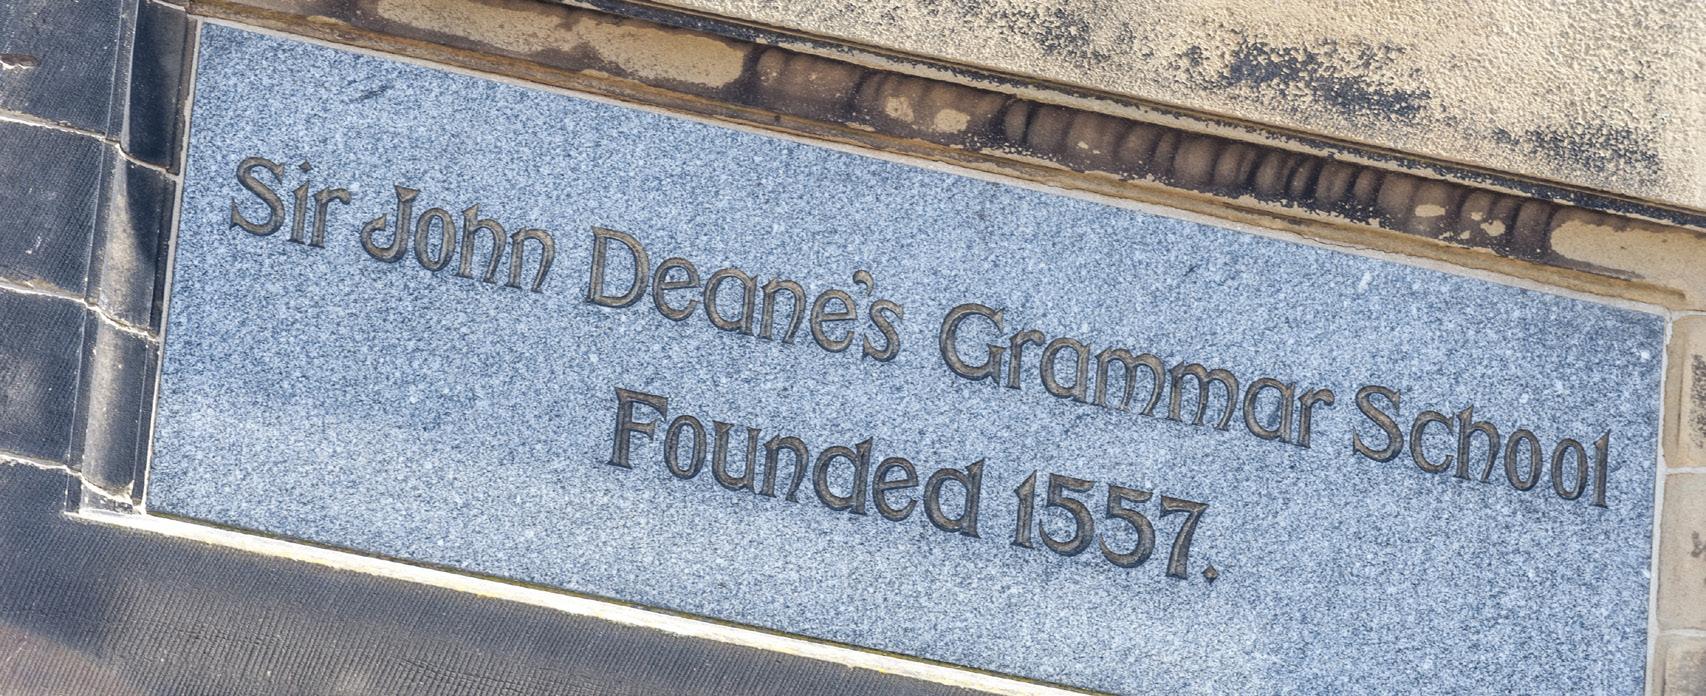 Sir John Deane's Grammar School
Founded 1557.